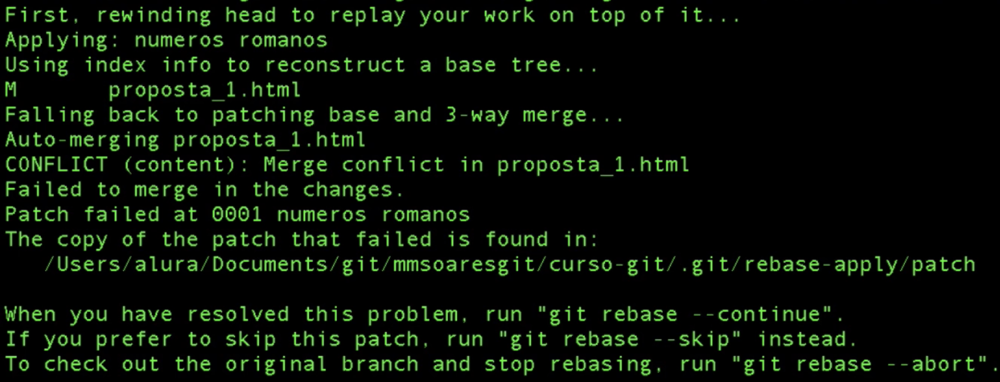 First, rewinding head to replay your work on top of it...
Applying: numeros romanos
Using index info to reconstruct a base tree...
M       proposta_1.html
Falling back to patching base and 3-way merge...
Auto-merging proposta_1.html
CONFLICT (content): Merge conflict in proposta_1.html
Failed to merge in the changes.
Patch failed at 0001 numeros romanos
The copy of the patch that failed is found in:
   /Users/alura/Documents/git/mmsoaresgit/curso-git/.git/rebase-apply/patch

When you have resolved this problem, run "git rebase --continue".
If you prefer to skip this patch, run "git rebase --skip" instead.
To check out the original branch and stop rebasing, run "git rebase --abort".